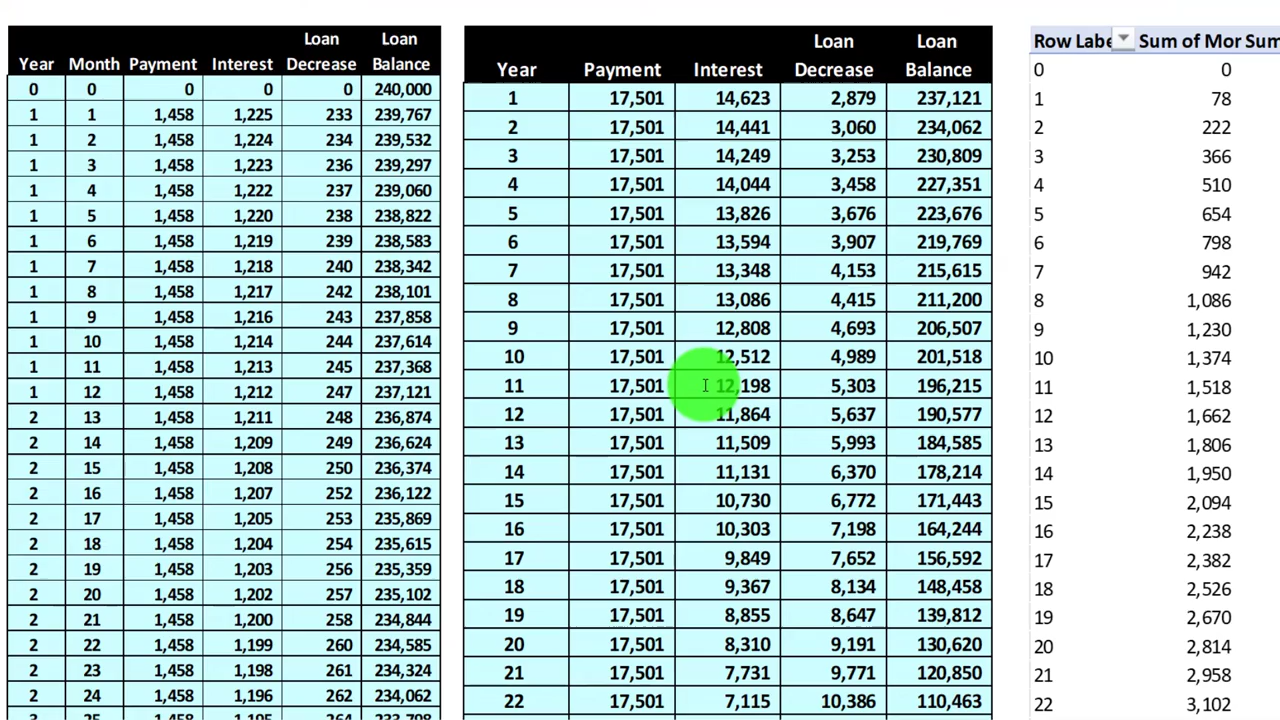 Year Month Payment Interest Loan Decrease Loan Balance
0 0 0 0 0 240,000
1 1 1,458 1,225 233 239,767
1 2 1,458 1,224 234 239,532
1 3 1,458 1,223 236 239,297
1 4 1,458 1,222 237 239,060
1 5 1,458 1,220 238 238,822
1 6 1,458 1,219 239 238,583
1 7 1,458 1,218 240 238,342
1 8 1,458 1,217 242 238,101
1 9 1,458 1,216 243 237,858
1 10 1,458 1,214 244 237,614
1 11 1,458 1,213 245 237,368
1 12 1,458 1,212 247 237,121
2 13 1,458 1,211 248 236,874
2 14 1,458 1,209 249 236,624
2 15 1,458 1,208 250 236,374
2 16 1,458 1,207 252 236,122
2 17 1,458 1,205 253 235,869
2 18 1,458 1,204 254 235,615
2 19 1,458 1,203 256 235,359
2 20 1,458 1,202 257 235,102
2 21 1,458 1,200 258 234,844
2 22 1,458 1,199 260 234,585
2 23 1,458 1,198 261 234,324
2 24 1,458 1,196 262 234,062
3 25 1,458 1,195 264 233,798
Year Payment Interest Loan Decrease Loan Balance
1 17,501 14,623 2,879 237,121
2 17,501 14,441 3,060 234,062
3 17,501 14,249 3,253 230,809
4 17,501 14,044 3,458 227,351
5 17,501 13,826 3,676 223,676
6 17,501 13,594 3,907 219,769
7 17,501 13,348 4,153 215,615
8 17,501 13,086 4,415 211,200
9 17,501 12,808 4,693 206,507
10 17,501 12,512 4,989 201,518
11 17,501 12,198 5,303 196,215
12 17,501 11,864 5,637 190,577
13 17,501 11,509 5,993 184,585
14 17,501 11,131 6,370 178,214
15 17,501 10,730 6,772 171,443
16 17,501 10,303 7,198 164,244
17 17,501 9,849 7,652 156,592
18 17,501 9,367 8,134 148,458
19 17,501 8,855 8,647 139,812
20 17,501 8,310 9,191 130,620
21 17,501 7,731 9,771 120,850
22 17,501 7,115 10,386 110,463
Row Labe Sum of Mor Sum
0 0
1 78
2 222
3 366
4 510
5 654
6 798
7 942
8 1,086
9 1,230
10 1,374
11 1,518
12 1,662
13 1,806
14 1,950
15 2,094
16 2,238
17 2,382
18 2,526
19 2,670
20 2,814
21 2,958
22 3,102